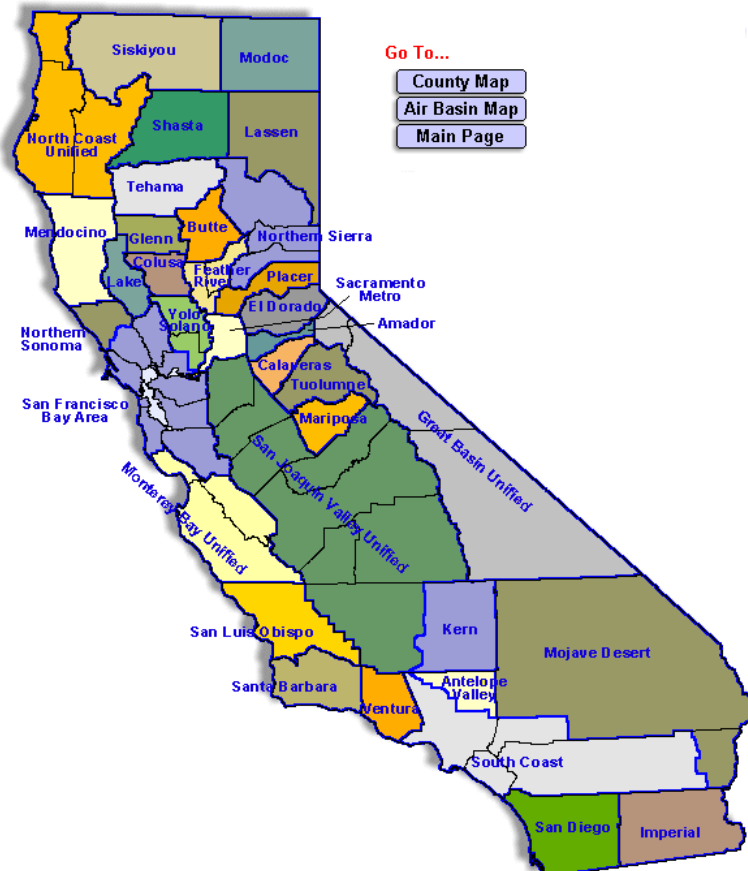 Siskiyou
Modoc
Go To...
County Map
Air Basin Map
Main Page
North Coast
Unified
Shasta
Lassen
Tehama
Mendocino
Glenn
Butte
Northern Sierra
Colusa
Lake
Feather
River
Placer
Sacramento
Metro
Yolo
Solano
El Dorado
Amador
Northern
Sonoma
Calaveras
Tuolumne
San Francisco
Bay Area
Mariposa
Great Basin Unified
San Joaquin Valley Unified
Monterey Bay Unified
San Luis Obispo
Kern
Mojave Desert
Santa Barbara
Antelope
Valley
Ventura
South Coast
San Diego
Imperial